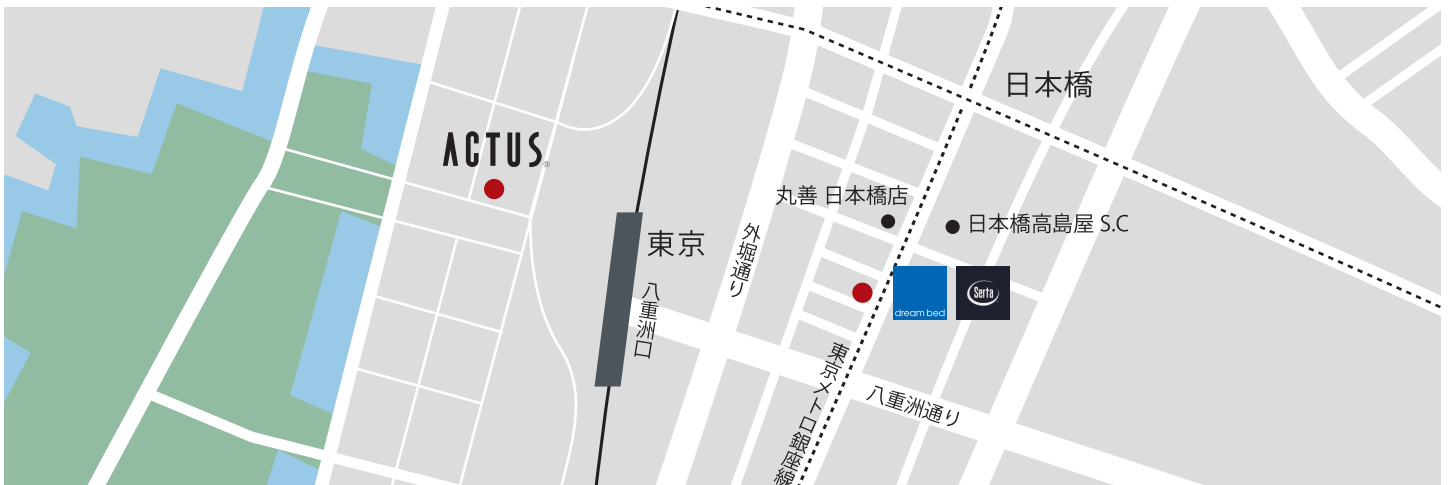 日本橋
ACTUS®
丸善 日本橋店
日本橋高島屋 S.C
東京
外堀通り
八重洲口
dream bed
Serta
東京メトロ銀座線
八重洲通り